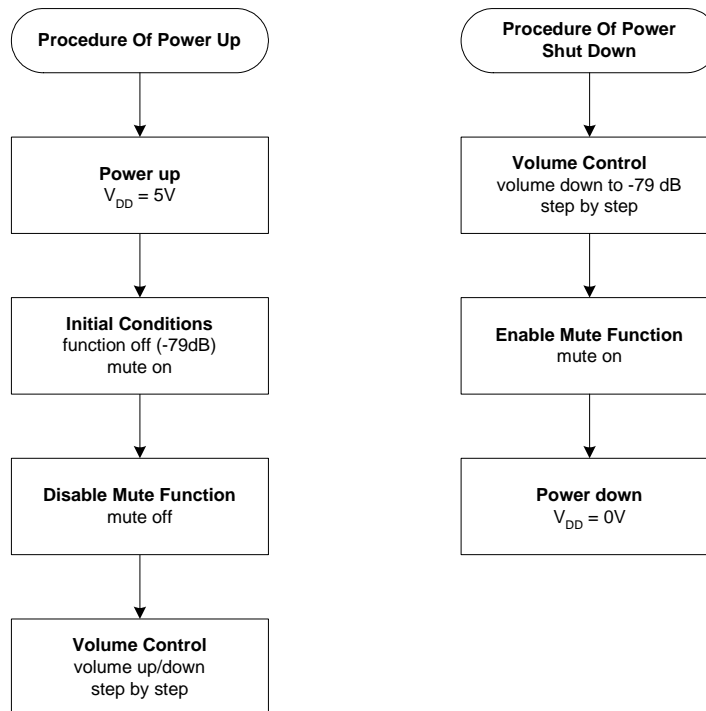 Procedure Of Power Up
Power up
VDD = 5V
Initial Conditions
function off (-79dB)
mute on
Disable Mute Function
mute off
Volume Control
volume up/down
step by step
Procedure Of Power
Shut Down
Volume Control
volume down to -79 dB
step by step
Enable Mute Function
mute on
Power down
VDD = 0V